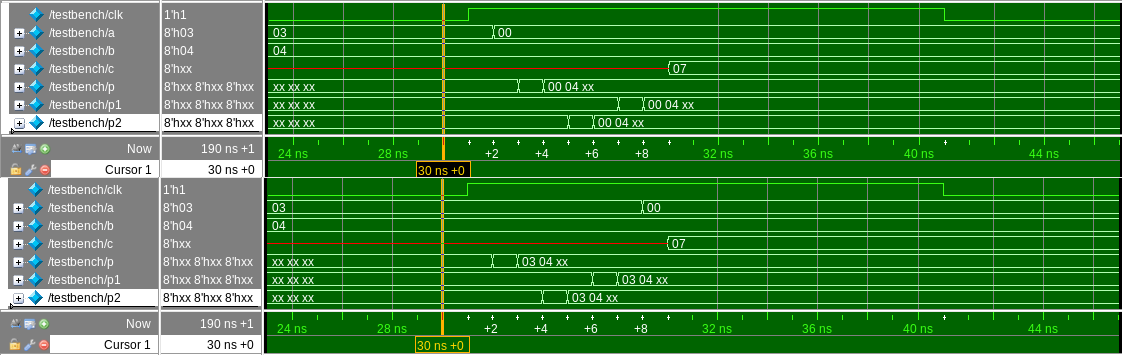 /testbench/clk 1'h1
/testbench/a 8'h03 03 00
/testbench/b 8'h04 04
/testbench/c 8'hxx 07
/testbench/p 8'hxx 8'hxx 8'hxx xx xx xx 00 04 xx
/testbench/p1 8'hxx 8'hxx 8'hxx xx xx xx 00 04 xx
/testbench/p2 8'hxx 8'hxx 8'hxx xx xx xx 00 04 xx
Now 190 ns +1 24 ns 28 ns +2 +4 +6 +8 32 ns 36 ns 40 ns 44 ns
Cursor 1 30 ns +0 30 ns +0
/testbench/clk 1'h1
/testbench/a 8'h03 03 00
/testbench/b 8'h04 04
/testbench/c 8'hxx 07
/testbench/p 8'hxx 8'hxx 8'hxx xx xx xx 03 04 xx
/testbench/p1 8'hxx 8'hxx 8'hxx xx xx xx 03 04 xx
/testbench/p2 8'hxx 8'hxx 8'hxx xx xx xx 03 04 xx
Now 190 ns +1 24 ns 28 ns +2 +4 +6 +8 32 ns 36 ns 40 ns 44 ns
Cursor 1 30 ns +0 30 ns +0